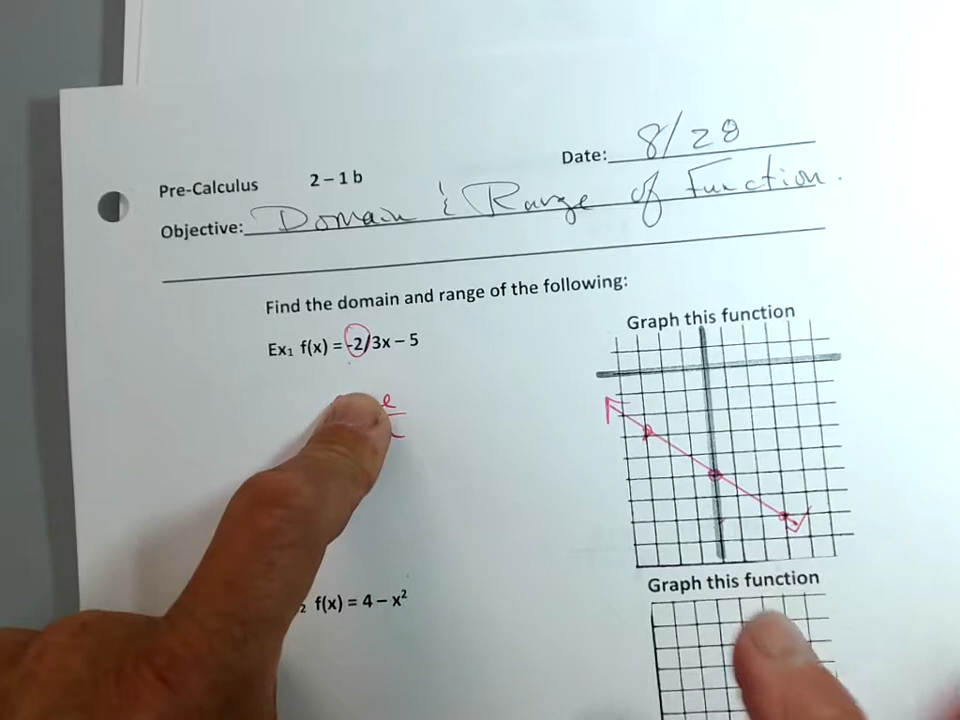 Pre-Calculus 2 – 1 b Date: 8/28
Objective: Domain & Range of Function.
Find the domain and range of the following:
Ex1 f(x) = -2/3x – 5
Graph this function
2 f(x) = 4 – x²
Graph this function